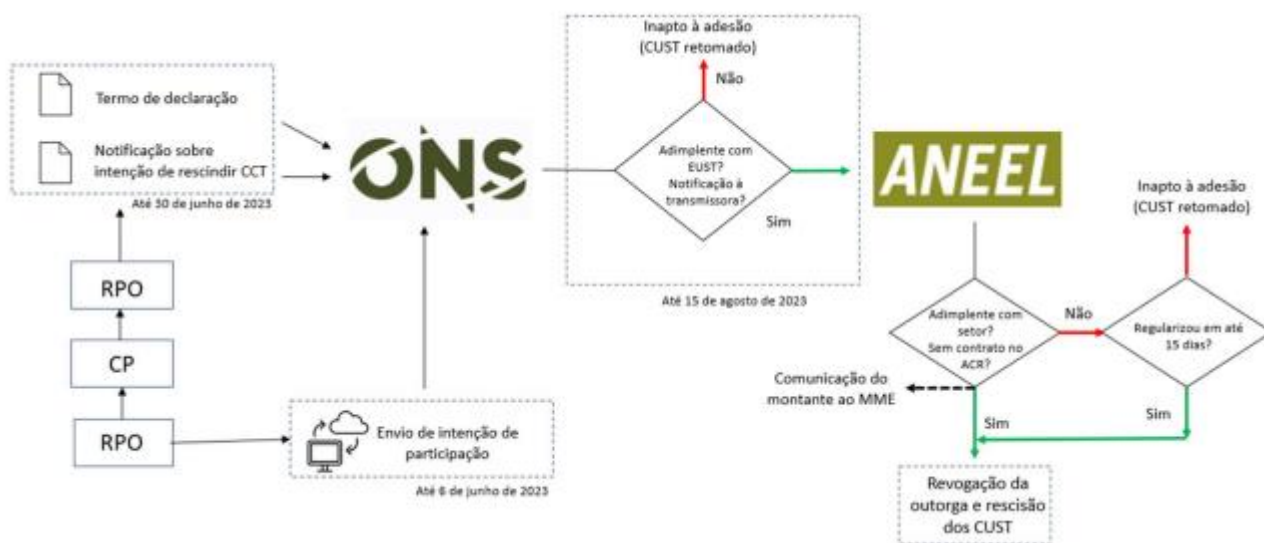 Termo de declaração
Notificação sobre
intenção de rescindir CCT
Até 30 de junho de 2023
RPO
CP
RPO
Envio de intenção de
participação
Até 6 de junho de 2023
ONS
Inapto à adesão
(CUST retomado)
Não
Adimplente com
EUST?
Notificação à
transmissora?
Sim
Até 15 de agosto de 2023
ANEEL
Adimplente com
setor?
Sem contrato no
ACR?
Não
Inapto à adesão
(CUST retomado)
Regularizou em até
15 dias?
Comunicação do
montante ao MME
Sim
Sim
Revogação da
outorga e rescisão
dos CUST